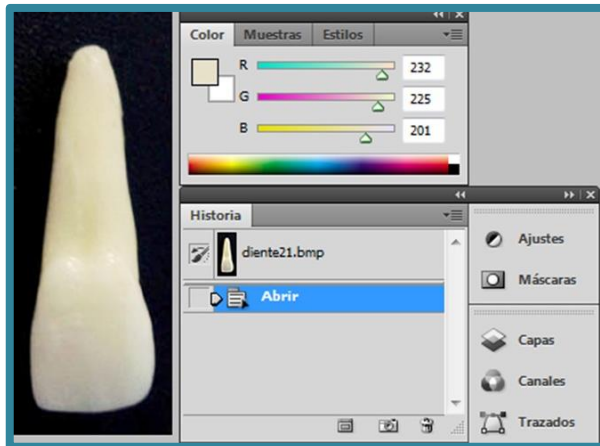 Color Muestras Estilos
R 232
G 225
B 201
Historia
diente21.bmp
Abrir
Ajustes
Máscaras
Capas
Canales
Trazados